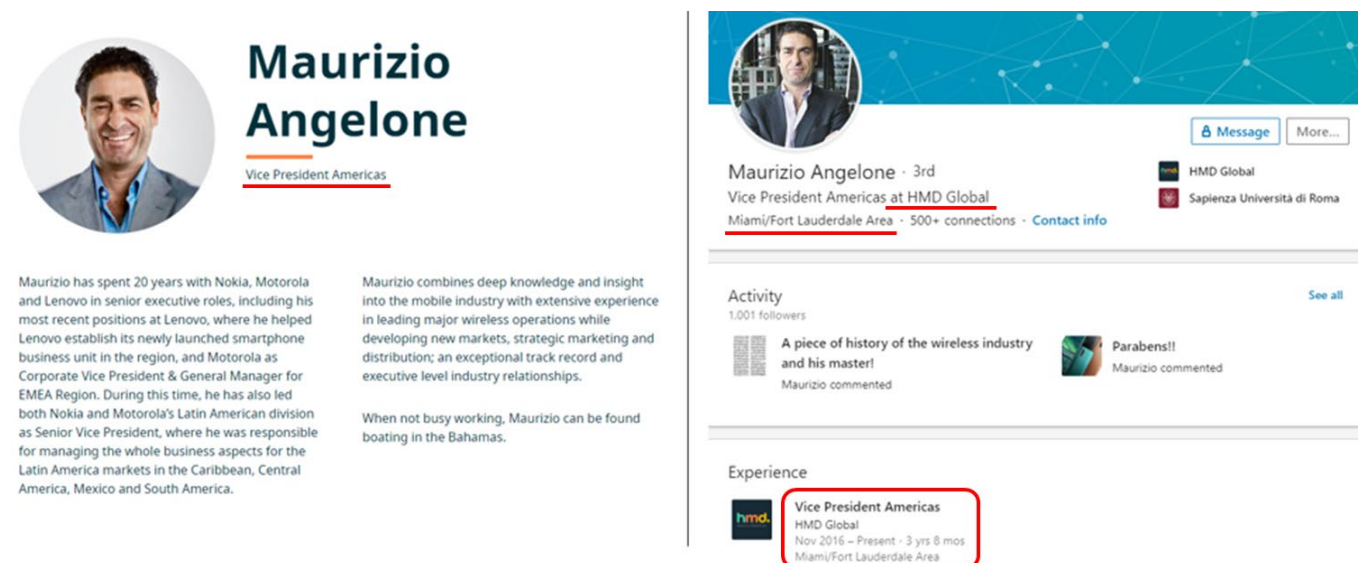 Maurizio
Angelone
Vice President Americas
Maurizio has spent 20 years with Nokia, Motorola
and Lenovo in senior executive roles, including his
most recent positions at Lenovo, where he helped
Lenovo establish its newly launched smartphone
business unit in the region, and Motorola as
Corporate Vice President & General Manager for
EMEA Region. During this time, he has also led
both Nokia and Motorola's Latin American division
as Senior Vice President, where he was responsible
for managing the whole business aspects for the
Latin America markets in the Caribbean, Central
America, Mexico and South America.
Maurizio combines deep knowledge and insight
into the mobile industry with extensive experience
in leading major wireless operations while
developing new markets, strategic marketing and
distribution; an exceptional track record and
executive level industry relationships.
When not busy working, Maurizio can be found
boating in the Bahamas.
Message
More...
Maurizio Angelone · 3rd
Vice President Americas at HMD Global
Miami/Fort Lauderdale Area · 500+ connections · Contact info
hmd.
HMD Global
Sapienza Università di Roma
Activity
See all
1,001 followers
A piece of history of the wireless industry
and his master!
Maurizio commented
Parabens!!
Maurizio commented
Experience
hmd.
Vice President Americas
HMD Global
Nov 2016 – Present · 3 yrs 8 mos
Miami/Fort Lauderdale Area